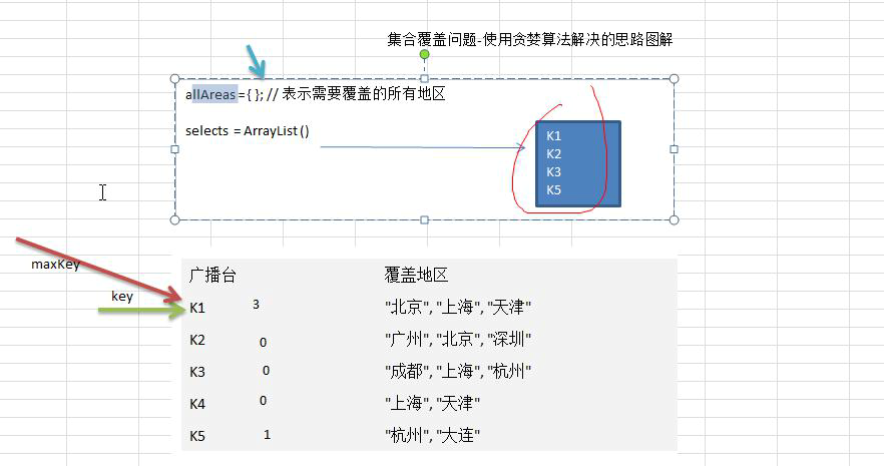 集合覆盖问题-使用贪婪算法解决的思路图解
allAreas={ }; // 表示需要覆盖的所有地区
selects = ArrayList()
K1
K2
K3
K5
maxKey
key
广播台 覆盖地区
K1 3 "北京", "上海", "天津"
K2 0 "广州", "北京", "深圳"
K3 0 "成都", "上海", "杭州"
K4 0 "上海", "天津"
K5 1 "杭州", "大连"